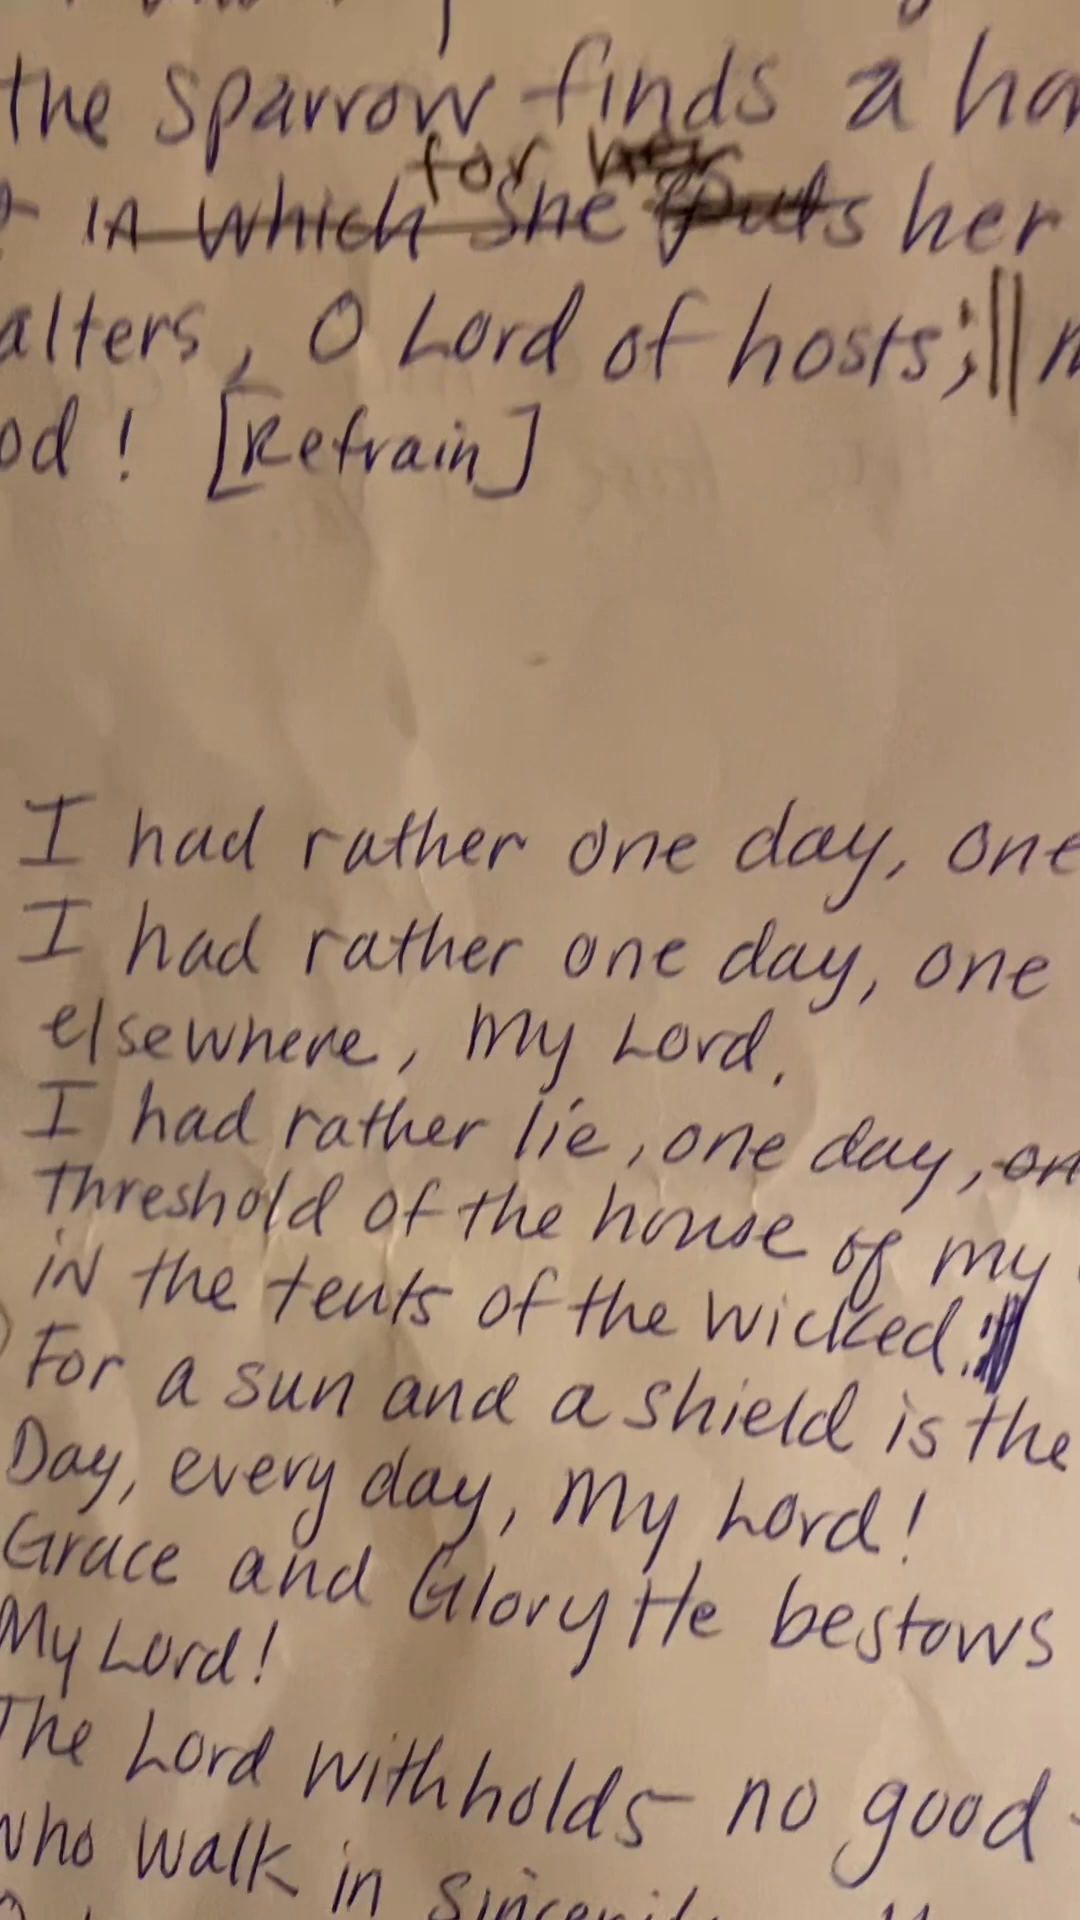 the sparrow finds a
for her
in which She puts her
alters, O Lord of hosts;||
od! [Refrain]
I had rather one day, one
I had rather one day, one
elsewhere, My Lord.
I had rather lie, one day, on
Threshold of the house of my
in the tents of the wicked.
For a sun and a shield is the
Day, every day, My Lord!
Grace and Glory He bestows
My Lord!
The Lord withholds no good
who walk in